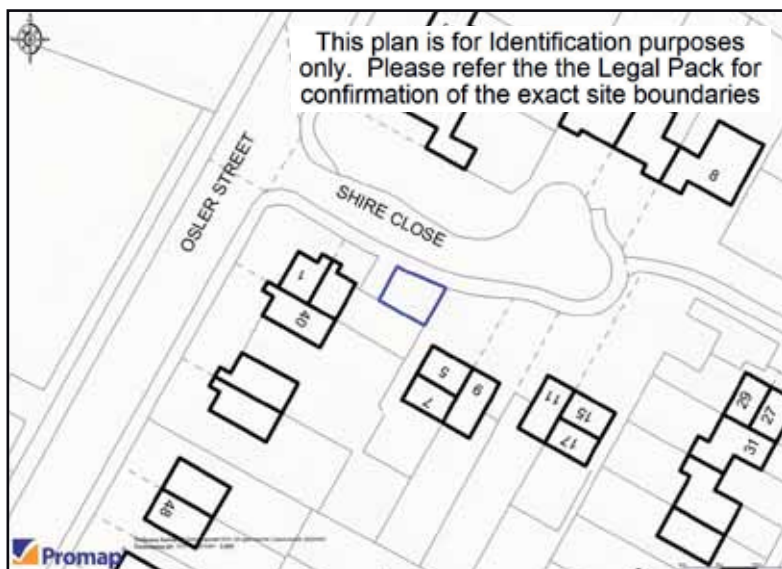 This plan is for Identification purposes
only. Please refer the the Legal Pack for
confirmation of the exact site boundaries
OSLER STREET
SHIRE CLOSE
8
1
40
5
7
9
11
15
17
29
27
31
48
Promap